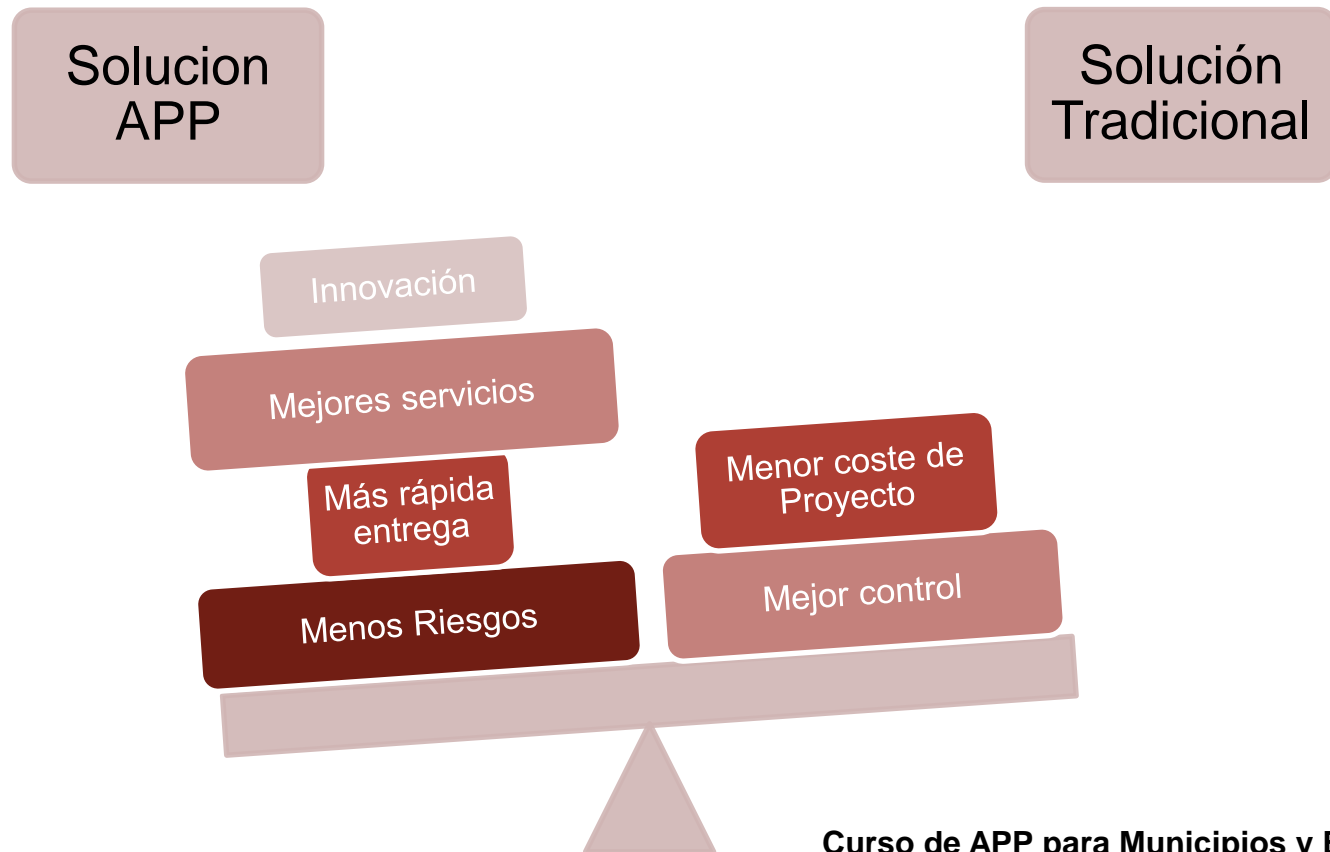 Solucion
APP
Solución
Tradicional
Innovación
Mejores servicios
Más rápida
entrega
Menos Riesgos
Menor coste de
Proyecto
Mejor control
Curso de APP para Municipios y